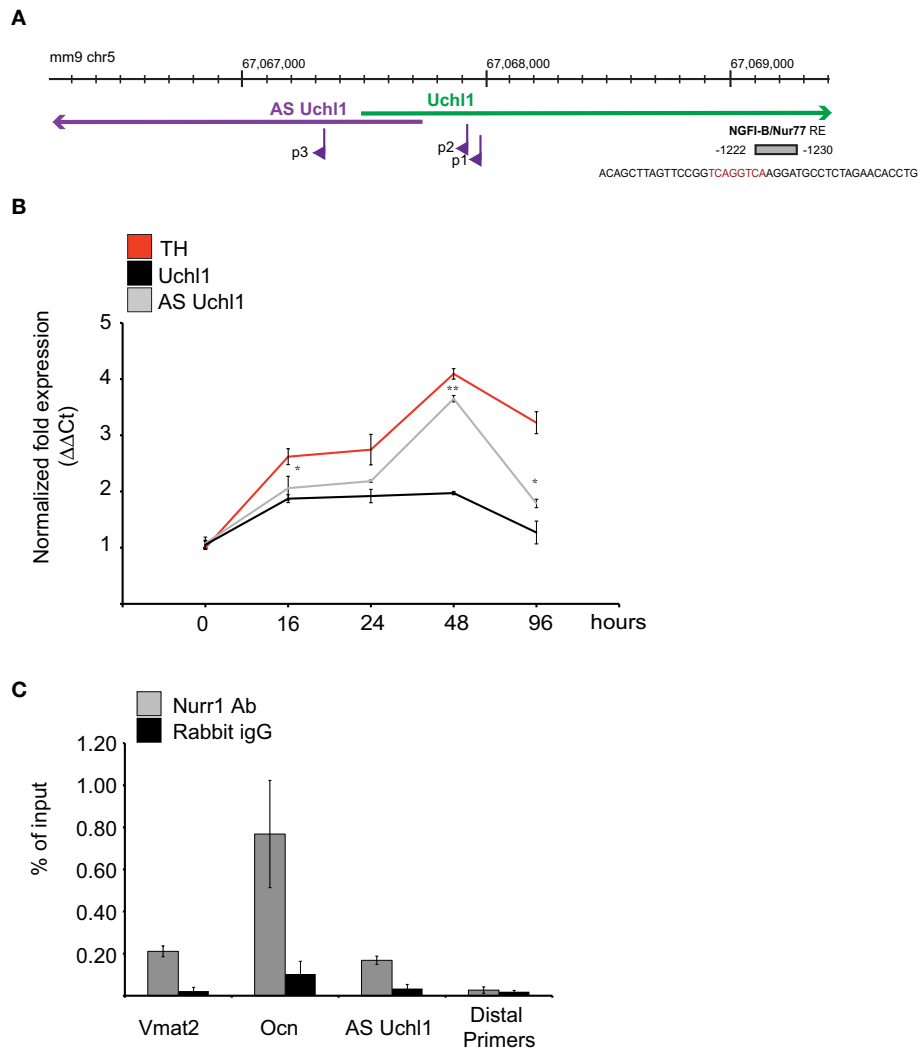 A
mm9 chr5
67,067,000
67,068,000
67,069,000
AS Uchl1
Uchl1
NGFI-B/Nur77 RE
p3
p2
p1
-1222
-1230
ACAGCTTAGTTCCGGTCAGGTCAAGGATGCCTCTAGAACACCTG
B
TH
Uchl1
AS Uchl1
Normalized fold expression
(ΔΔCt)
5
4
3
2
1
*
**
*
0 16 24 48 96 hours
C
Nurr1 Ab
Rabbit igG
% of input
1.20
1.00
0.80
0.60
0.40
0.20
Vmat2 Ocn AS Uchl1 Distal
Primers